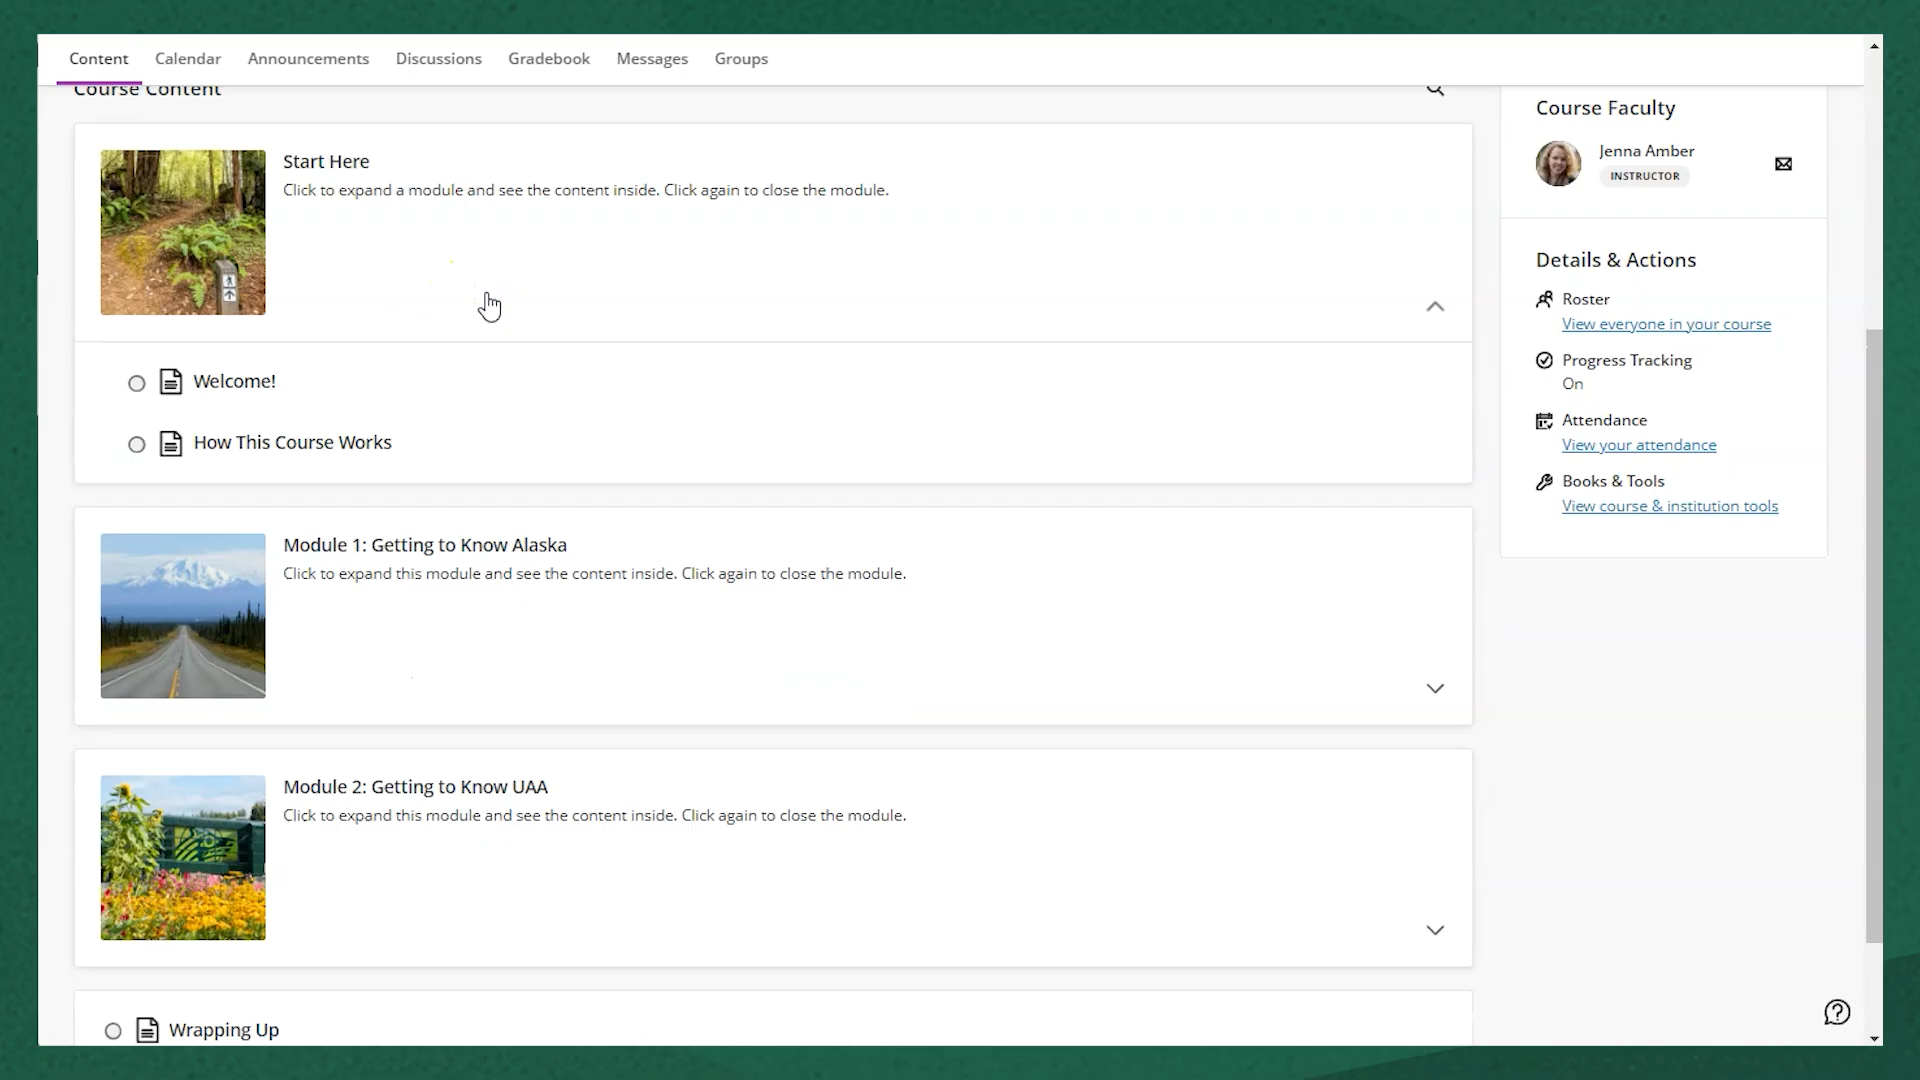 Content
Calendar
Announcements
Discussions
Gradebook
Messages
Groups
Course Content
Start Here
Click to expand a module and see the content inside. Click again to close the module.
Welcome!
How This Course Works
Module 1: Getting to Know Alaska
Click to expand this module and see the content inside. Click again to close the module.
Module 2: Getting to Know UAA
Click to expand this module and see the content inside. Click again to close the module.
Wrapping Up
Course Faculty
Jenna Amber
INSTRUCTOR
Details & Actions
Roster
View everyone in your course
Progress Tracking
On
Attendance
View your attendance
Books & Tools
View course & institution tools